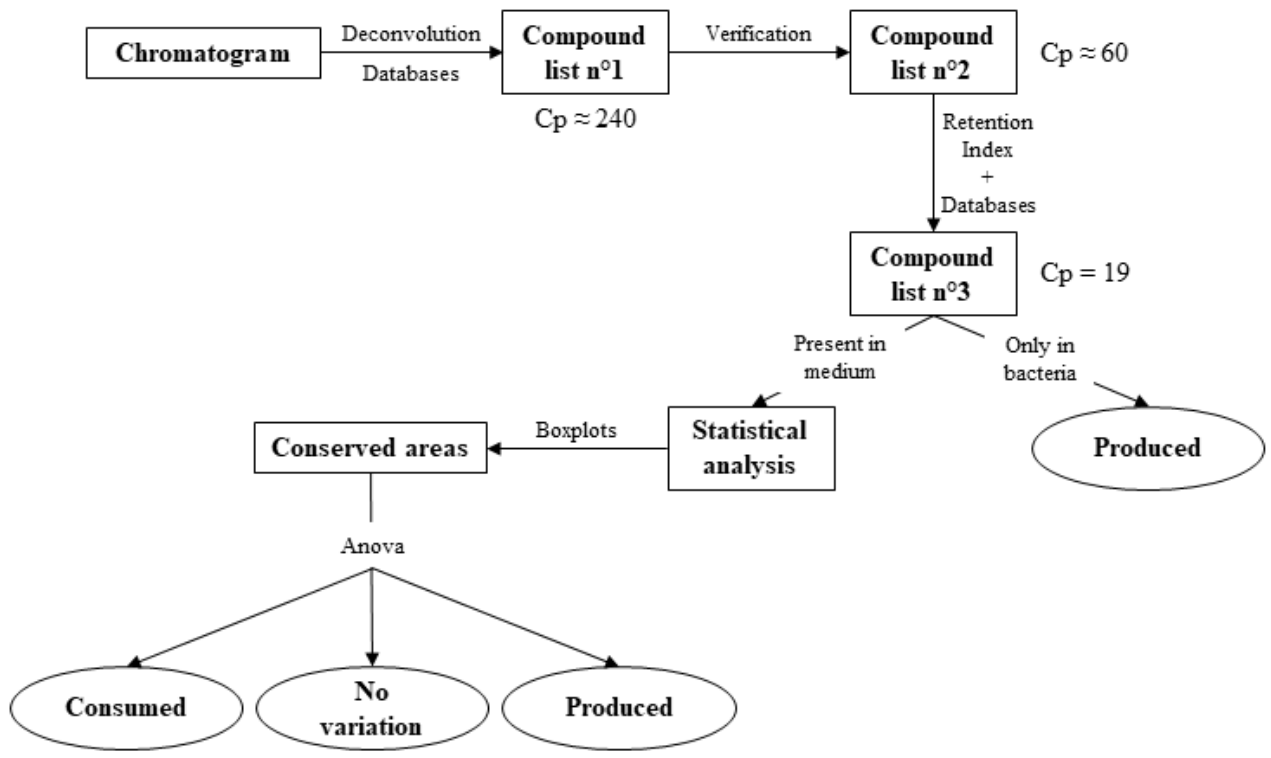 Chromatogram
Deconvolution
Databases
Compound
list n°1
Cp ≈ 240
Verification
Compound
list n°2
Cp ≈ 60
Retention
Index
+
Databases
Compound
list n°3
Cp = 19
Present in
medium
Only in
bacteria
Produced
Statistical
analysis
Boxplots
Conserved areas
Anova
Consumed
No
variation
Produced